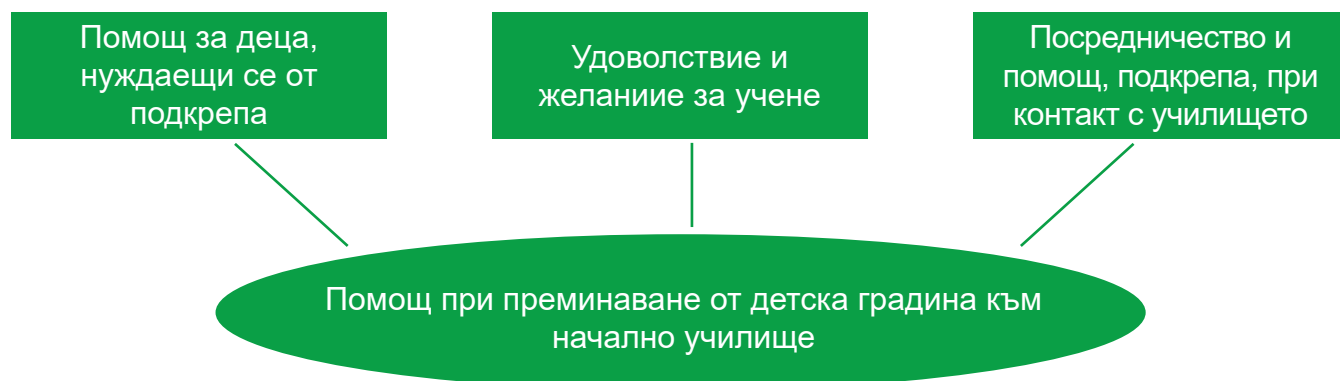 Помощ за деца,
нуждаещи се от
подкрепа
Удоволствие и
желаниие за учене
Посредничество и
помощ, подкрепа, при
контакт с училището
Помощ при преминаване от детска градина към
начално училище